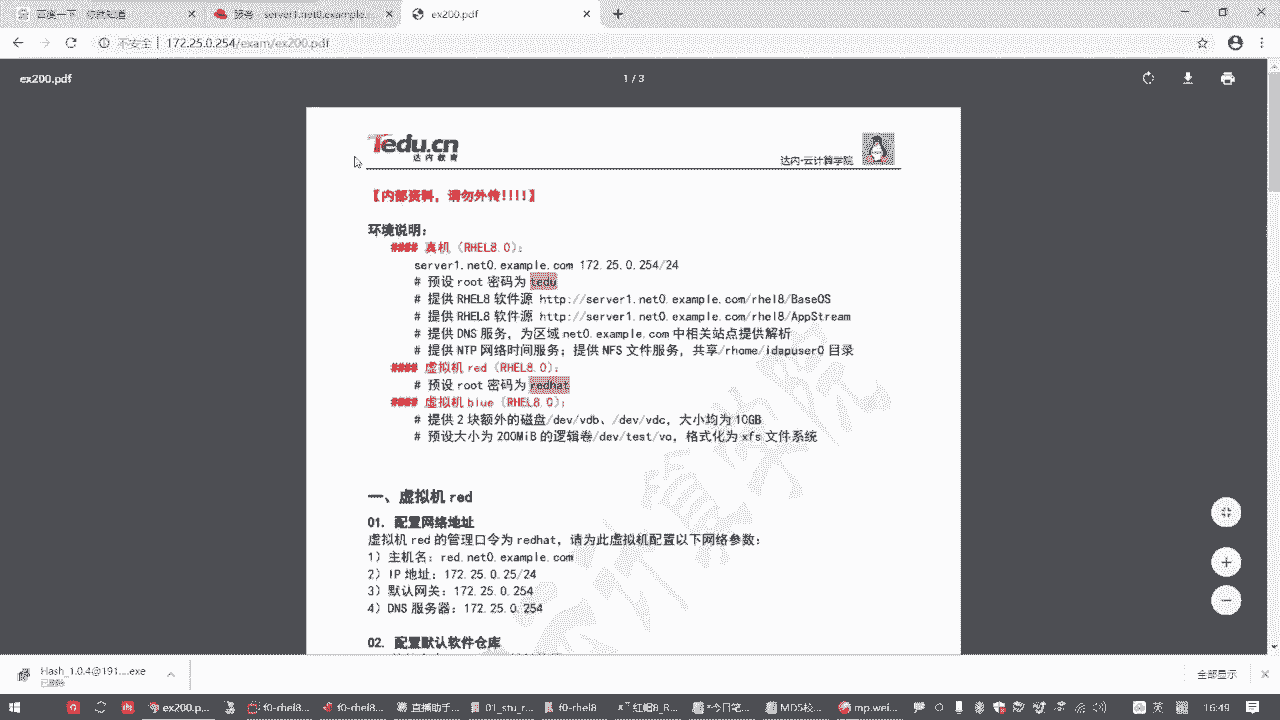 百度一下，你就知道
服务 - server1.net0.example.
ex200.pdf
不安全 | 172.25.0.254/exam/ex200.pdf
ex200.pdf
1 / 3
Tedu.cn
达内教育
达内-云计算学院
【内部资料，请勿外传!!!!】
环境说明：
#### 真机（RHEL8.0）：
server1.net0.example.com 172.25.0.254/24
# 预设 root 密码为 tedu
# 提供 RHEL8 软件源 http://server1.net0.example.com/rhel8/BaseOS
# 提供 RHEL8 软件源 http://server1.net0.example.com/rhel8/AppStream
# 提供 DNS 服务，为区域 net0.example.com 中相关站点提供解析
# 提供 NTP 网络时间服务；提供 NFS 文件服务，共享/rhome/ldapuser0 目录
#### 虚拟机 red（RHEL8.0）：
# 预设 root 密码为 redhat
#### 虚拟机 blue（RHEL8.0）：
# 提供 2 块额外的磁盘/dev/vdb、/dev/vdc，大小均为 10GB
# 预设大小为 200MiB 的逻辑卷/dev/test/vo，格式化为 xfs 文件系统
一、虚拟机 red
01. 配置网络地址
虚拟机 red 的管理口令为 redhat，请为此虚拟机配置以下网络参数：
1）主机名：red.net0.example.com
2）IP 地址：172.25.0.25/24
3）默认网关：172.25.0.254
4）DNS 服务器：172.25.0.254
02. 配置默认软件仓库
Hash_1.0.4@191....exe
已删除
全部显示
ex200.p...
f0-rhel8...
f0-rhel8...
直播助手...
01_stu_r...
f0-rhel8
红帽8_R...
7个日笔...
MD5校...
mp.wei...
16:49